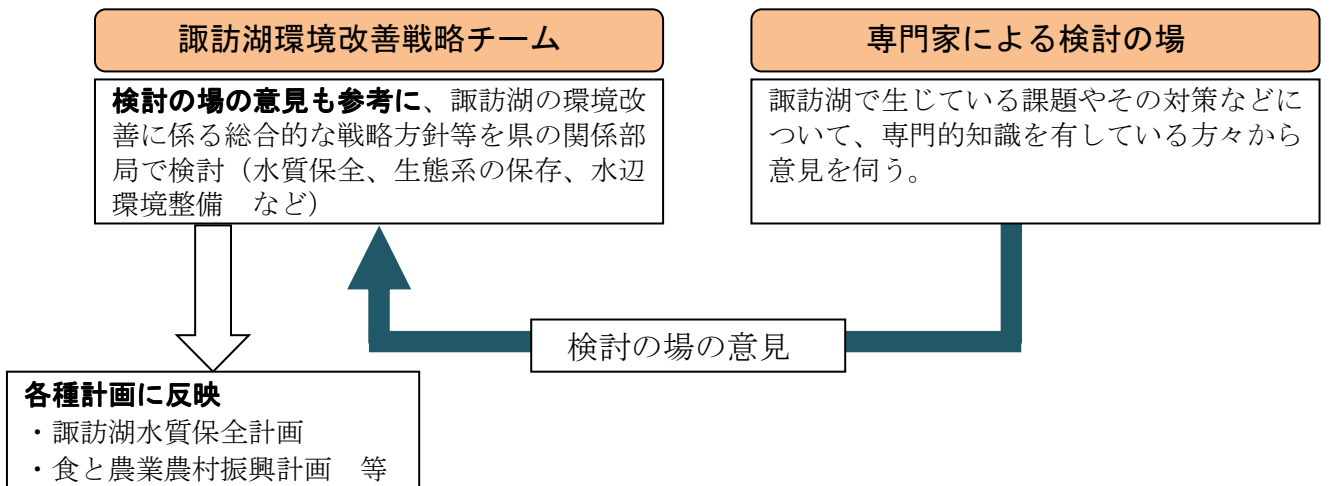 諏訪湖環境改善戦略チーム
検討の場の意見も参考に、諏訪湖の環境改
善に係る総合的な戦略方針等を県の関係部
局で検討（水質保全、生態系の保存、水辺
環境整備　など）
専門家による検討の場
諏訪湖で生じている課題やその対策などに
ついて、専門的知識を有している方々から
意見を伺う。
検討の場の意見
各種計画に反映
・諏訪湖水質保全計画
・食と農業農村振興計画　等